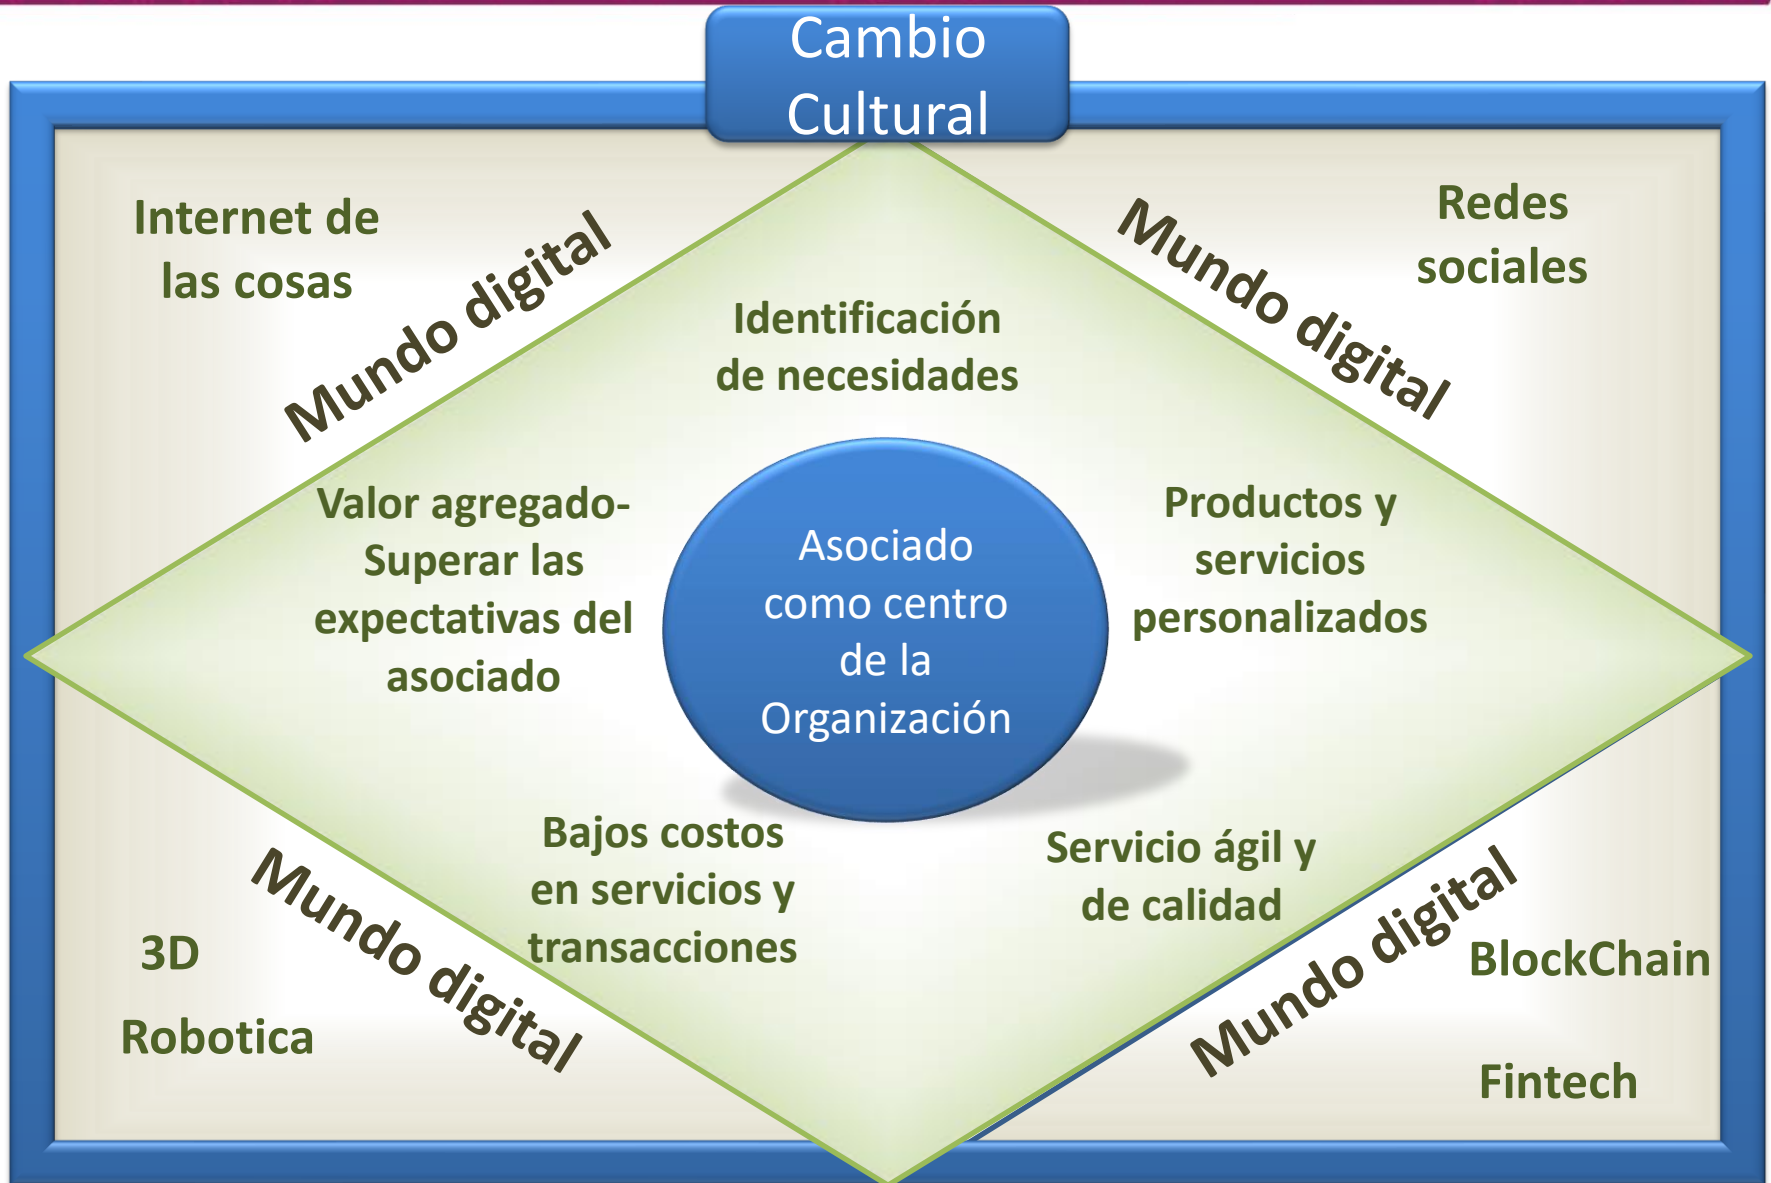 Cambio
Cultural
Internet de
las cosas
Mundo digital
Mundo digital
Redes
sociales
Identificación
de necesidades
Valor agregado-
Superar las
expectativas del
asociado
Asociado
como centro
de la
Organización
Productos y
servicios
personalizados
Bajos costos
en servicios y
transacciones
Servicio ágil y
de calidad
Mundo digital
Mundo digital
3D
Robotica
BlockChain
Fintech